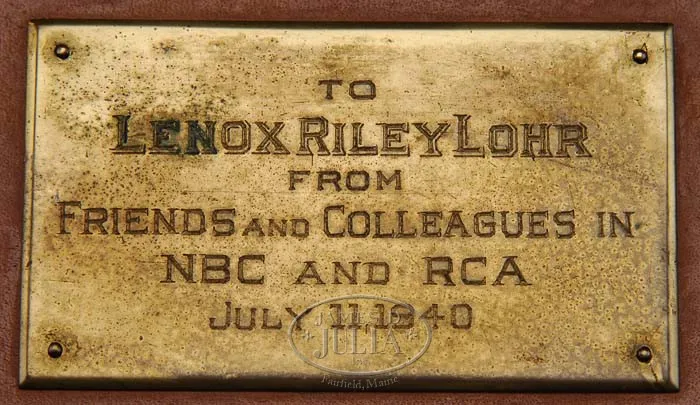 TO
LENOX RILEY LOHR
FROM
FRIENDS AND COLLEAGUES IN
NBC AND RCA
JULY 11 1940
JULIA
Fairfield, Maine